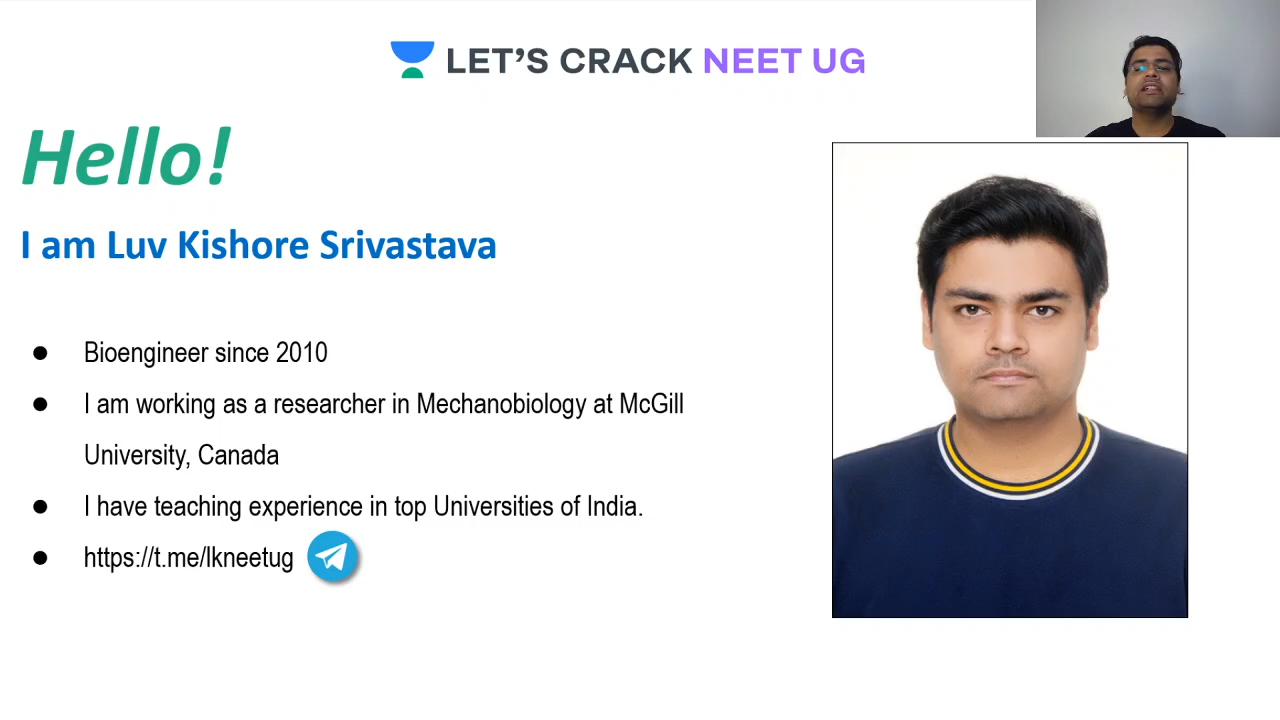 LET'S CRACK NEET UG
Hello!
I am Luv Kishore Srivastava
● Bioengineer since 2010
● I am working as a researcher in Mechanobiology at McGill
University, Canada
● I have teaching experience in top Universities of India.
● https://t.me/lkneetug